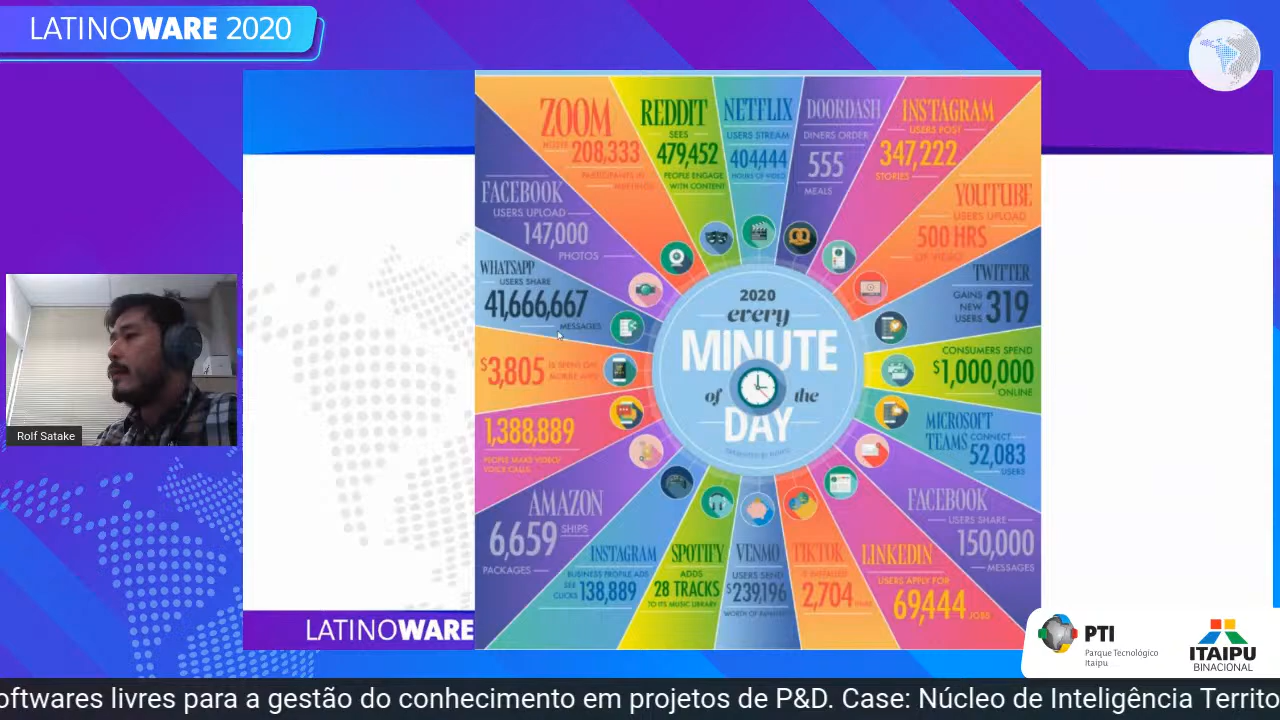 LATINOWARE 2020
ZOOM
HOSTS 208,333
PARTICIPANTS IN
MEETINGS
REDDIT
SEES
479,452
PEOPLE ENGAGE
WITH CONTENT
NETFLIX
USERS STREAM
404,444
HOURS OF VIDEO
DOORDASH
DINERS ORDER
555
MEALS
INSTAGRAM
USERS POST
347,222
STORIES
YOUTUBE
USERS UPLOAD
500 HRS
OF VIDEO
TWITTER
GAINS
NEW
USERS 319
CONSUMERS SPEND
$1,000,000
ONLINE
MICROSOFT
TEAMS CONNECT
52,083
USERS
FACEBOOK
USERS SHARE
150,000
MESSAGES
LINKEDIN
USERS APPLY FOR
69,444 JOBS
TIKTOK
IS INSTALLED
2,704
VENMO
USERS SEND
$239,196
WORTH OF PAYMENTS
SPOTIFY
ADDS
28 TRACKS
TO ITS MUSIC LIBRARY
INSTAGRAM
BUSINESS PROFILE ADS
CLICKS 138,889
AMAZON
SHIPS
6,659
PACKAGES
1,388,889
PEOPLE MAKE VIDEO/
VOICE CALLS
$3,805 IS SPENT ON
MOBILE APPS
WHATSAPP
USERS SHARE
41,666,667
MESSAGES
FACEBOOK
USERS UPLOAD
147,000
PHOTOS
2020
every
MINUTE
of the
DAY
Rolf Satake
LATINOWARE
PTI
Parque Tecnológico
Itaipu
ITAIPU
BINACIONAL
oftwares livres para a gestão do conhecimento em projetos de P&D. Case: Núcleo de Inteligência Territo